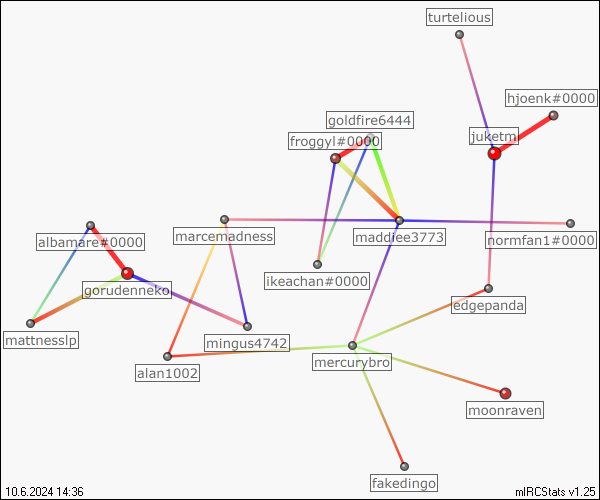 turtelious
hjoenk#0000
goldfire6444
juketm
froggyl#0000
marcemadness
maddiee3773
normfan1#0000
albamare#0000
ikeachan#0000
gorudenneko
edgepanda
mattnesslp
mingus4742
mercurybro
alan1002
moonraven
fakedingo
10.6.2024 14:36
mIRCStats v1.25